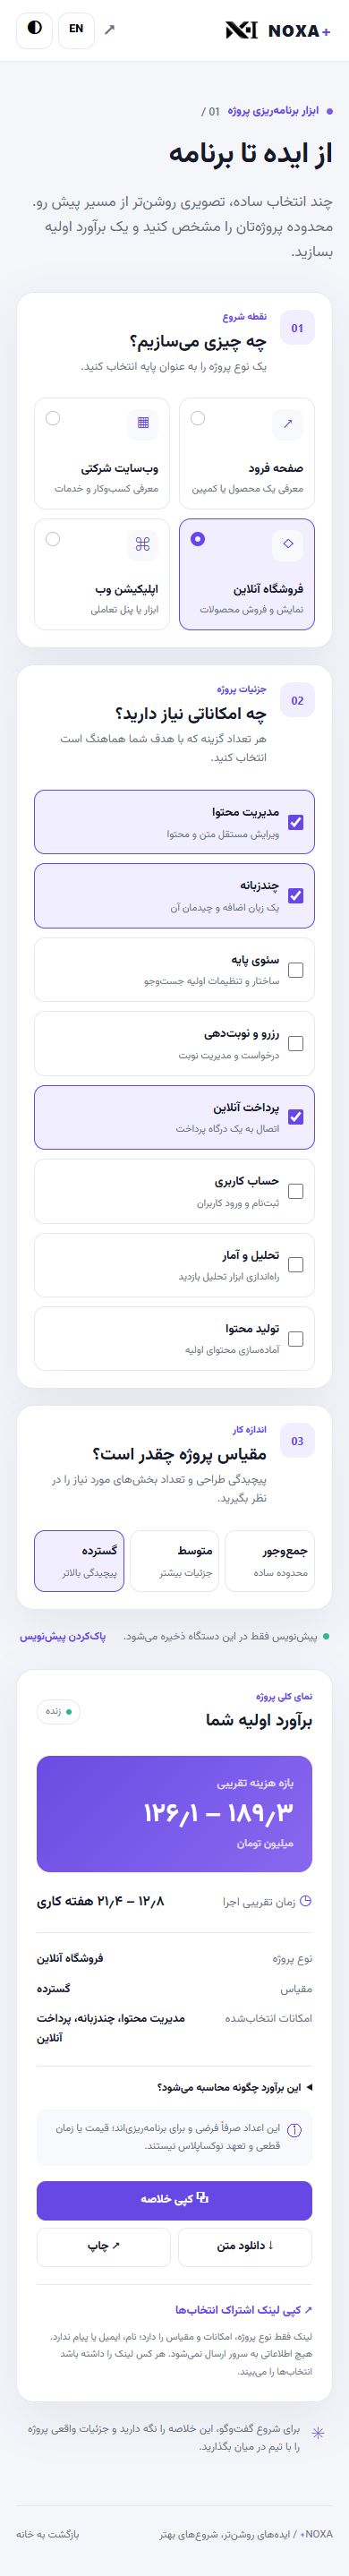 NOXA+
EN
ابزار برنامه‌ریزی پروژه / 01
از ایده تا برنامه
چند انتخاب ساده، تصویری روشن‌تر از مسیر پیش رو.
محدوده پروژه‌تان را مشخص کنید و یک برآورد اولیه
بسازید.
01
نقطه شروع
چه چیزی می‌سازیم؟
یک نوع پروژه را به عنوان پایه انتخاب کنید.
صفحه فرود
معرفی یک محصول یا کمپین
وب‌سایت شرکتی
معرفی کسب‌وکار و خدمات
فروشگاه آنلاین
نمایش و فروش محصولات
اپلیکیشن وب
ابزار یا پنل تعاملی
02
جزئیات پروژه
چه امکاناتی نیاز دارید؟
هر تعداد گزینه که با هدف شما هماهنگ است
انتخاب کنید.
مدیریت محتوا
ویرایش مستقل متن و محتوا
چندزبانه
یک زبان اضافه و چیدمان آن
سئوی پایه
ساختار و تنظیمات اولیه جست‌وجو
رزرو و نوبت‌دهی
درخواست و مدیریت نوبت
پرداخت آنلاین
اتصال به یک درگاه پرداخت
حساب کاربری
ثبت‌نام و ورود کاربران
تحلیل و آمار
راه‌اندازی ابزار تحلیل بازدید
تولید محتوا
آماده‌سازی محتوای اولیه
03
اندازه کار
مقیاس پروژه چقدر است؟
پیچیدگی طراحی و تعداد بخش‌های مورد نیاز را در
نظر بگیرید.
جمع‌وجور
محدوده ساده
متوسط
جزئیات بیشتر
گسترده
پیچیدگی بالاتر
پیش‌نویس فقط در این دستگاه ذخیره می‌شود.
پاک‌کردن پیش‌نویس
نمای کلی پروژه
برآورد اولیه شما
زنده
بازه هزینه تقریبی
۱۲۶٫۱ – ۱۸۹٫۳
میلیون تومان
زمان تقریبی اجرا
۱۲٫۸ – ۲۱٫۴ هفته کاری
نوع پروژه
فروشگاه آنلاین
مقیاس
گسترده
امکانات انتخاب‌شده
مدیریت محتوا، چندزبانه، پرداخت
آنلاین
این برآورد چگونه محاسبه می‌شود؟
این اعداد صرفاً فرضی و برای برنامه‌ریزی‌اند؛ قیمت یا زمان
قطعی و تعهد نوکساپلاس نیستند.
کپی خلاصه
↓ دانلود متن
↗ چاپ
↗ کپی لینک اشتراک انتخاب‌ها
لینک فقط نوع پروژه، امکانات و مقیاس را دارد؛ نام، ایمیل یا پیام ندارد.
هیچ اطلاعاتی به سرور ارسال نمی‌شود. هر کس لینک را داشته باشد
انتخاب‌ها را می‌بیند.
برای شروع گفت‌وگو، این خلاصه را نگه دارید و جزئیات واقعی پروژه
را با تیم در میان بگذارید.
NOXA+ / ایده‌های روشن‌تر، شروع‌های بهتر
بازگشت به خانه